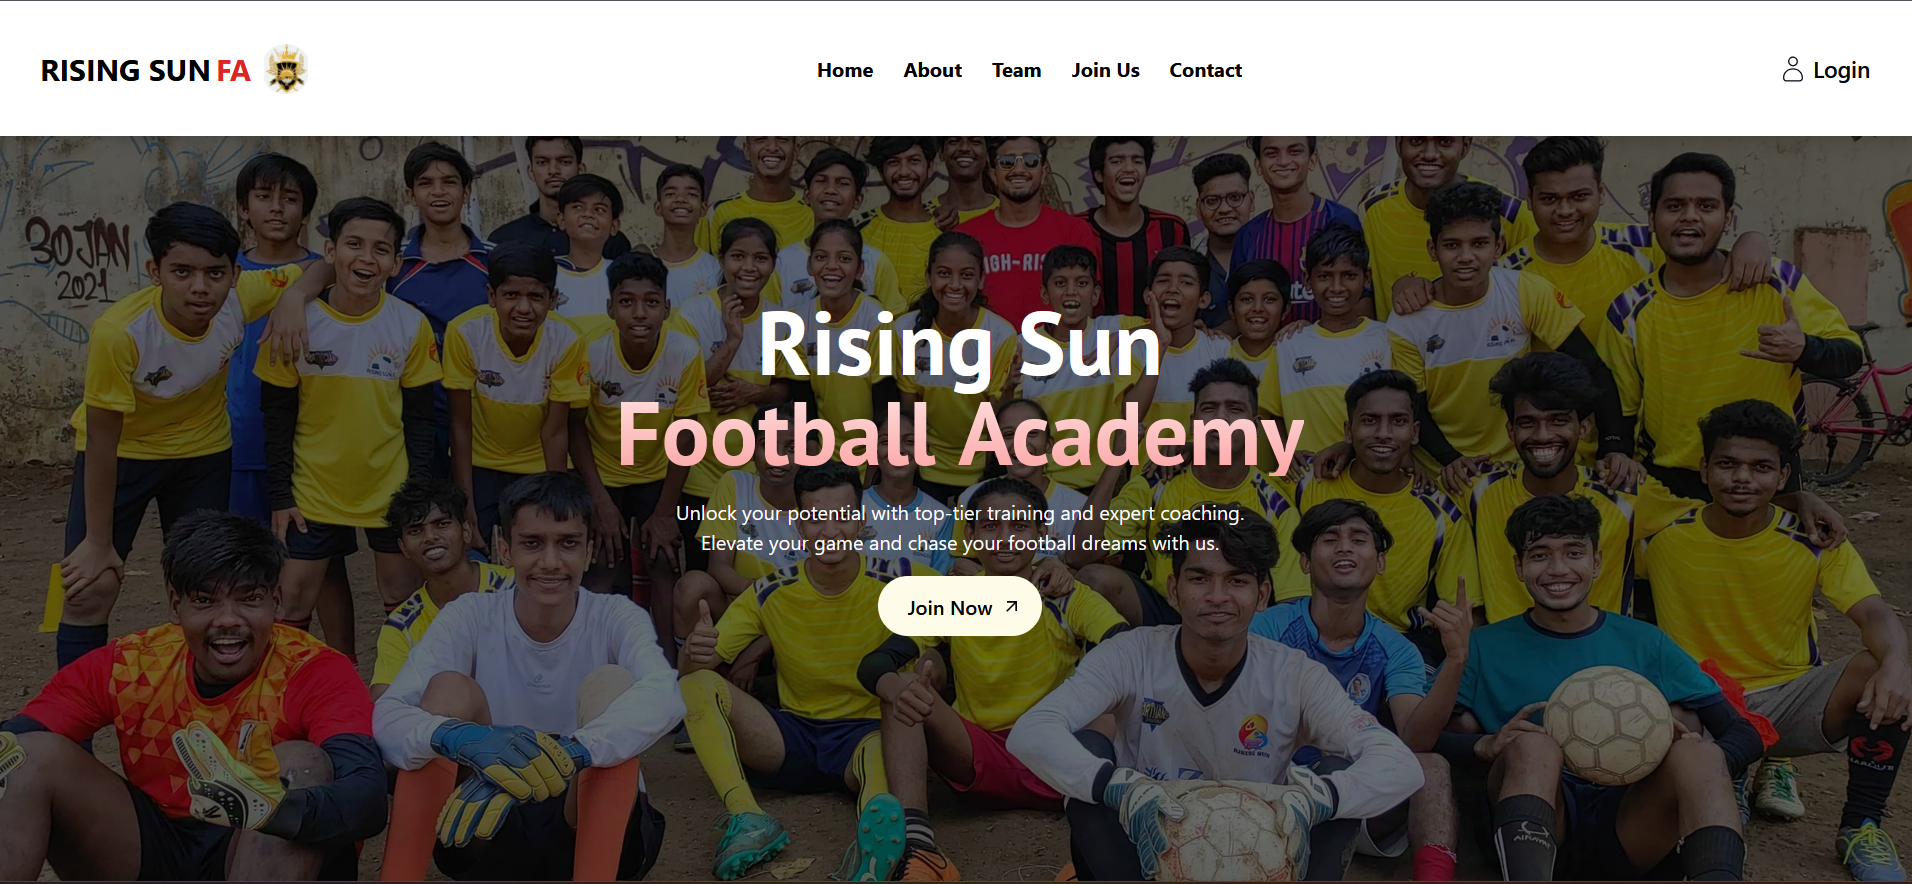 RISING SUN FA
Home About Team Join Us Contact
Login
30 JAN
2021
IGH-RIS
Rising Sun
Football Academy
Unlock your potential with top-tier training and expert coaching.
Elevate your game and chase your football dreams with us.
Join Now